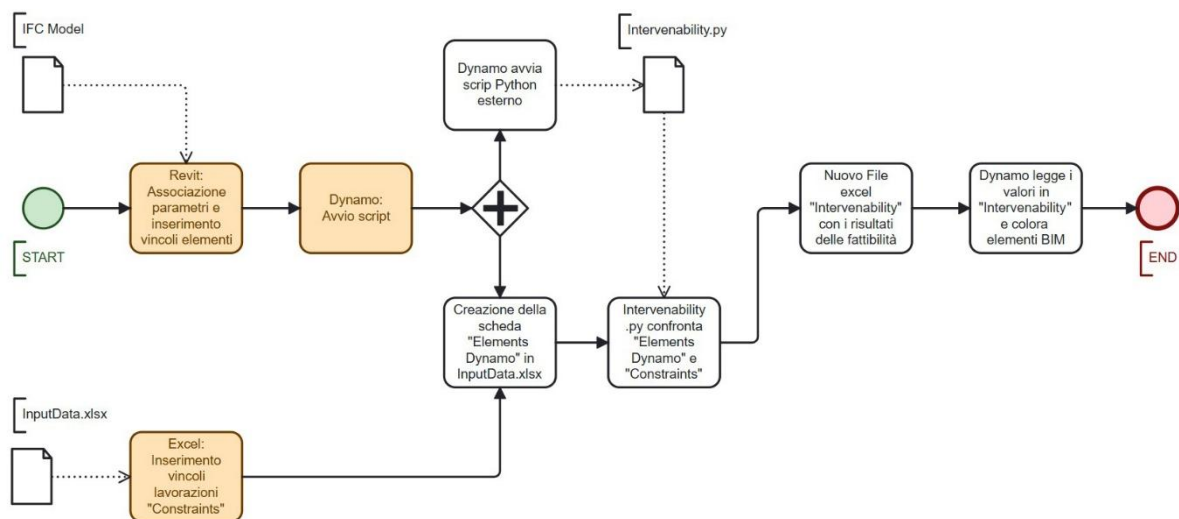 IFC Model
Intervenability.py
Dynamo avvia
scrip Python
esterno
Revit:
Associazione
parametri e
inserimento
vincoli elementi
Dynamo:
Avvio script
Nuovo File
excel
"Intervenability"
con i risultati
delle fattibilità
Dynamo legge i
valori in
"Intervenability"
e colora
elementi BIM
START
END
Creazione della
scheda
"Elements
Dynamo" in
InputData.xlsx
Intervenability
.py confronta
"Elements
Dynamo" e
"Constraints"
InputData.xlsx
Excel:
Inserimento
vincoli
lavorazioni
"Constraints"